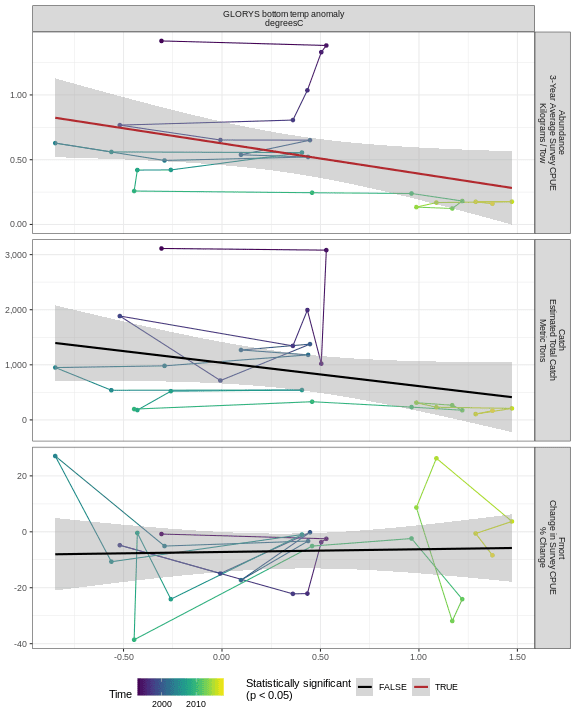 GLORYS bottom temp anomaly
degreesC
1.00
0.50
0.00
Abundance
3-Year Average Survey CPUE
Kilograms / Tow
3,000
2,000
1,000
0
Catch
Estimated Total Catch
Metric Tons
20
0
-20
-40
Fmort
Change in Survey CPUE
% Change
-0.50
0.00
0.50
1.00
1.50
Time
2000
2010
Statistically significant
(p < 0.05)
FALSE
TRUE